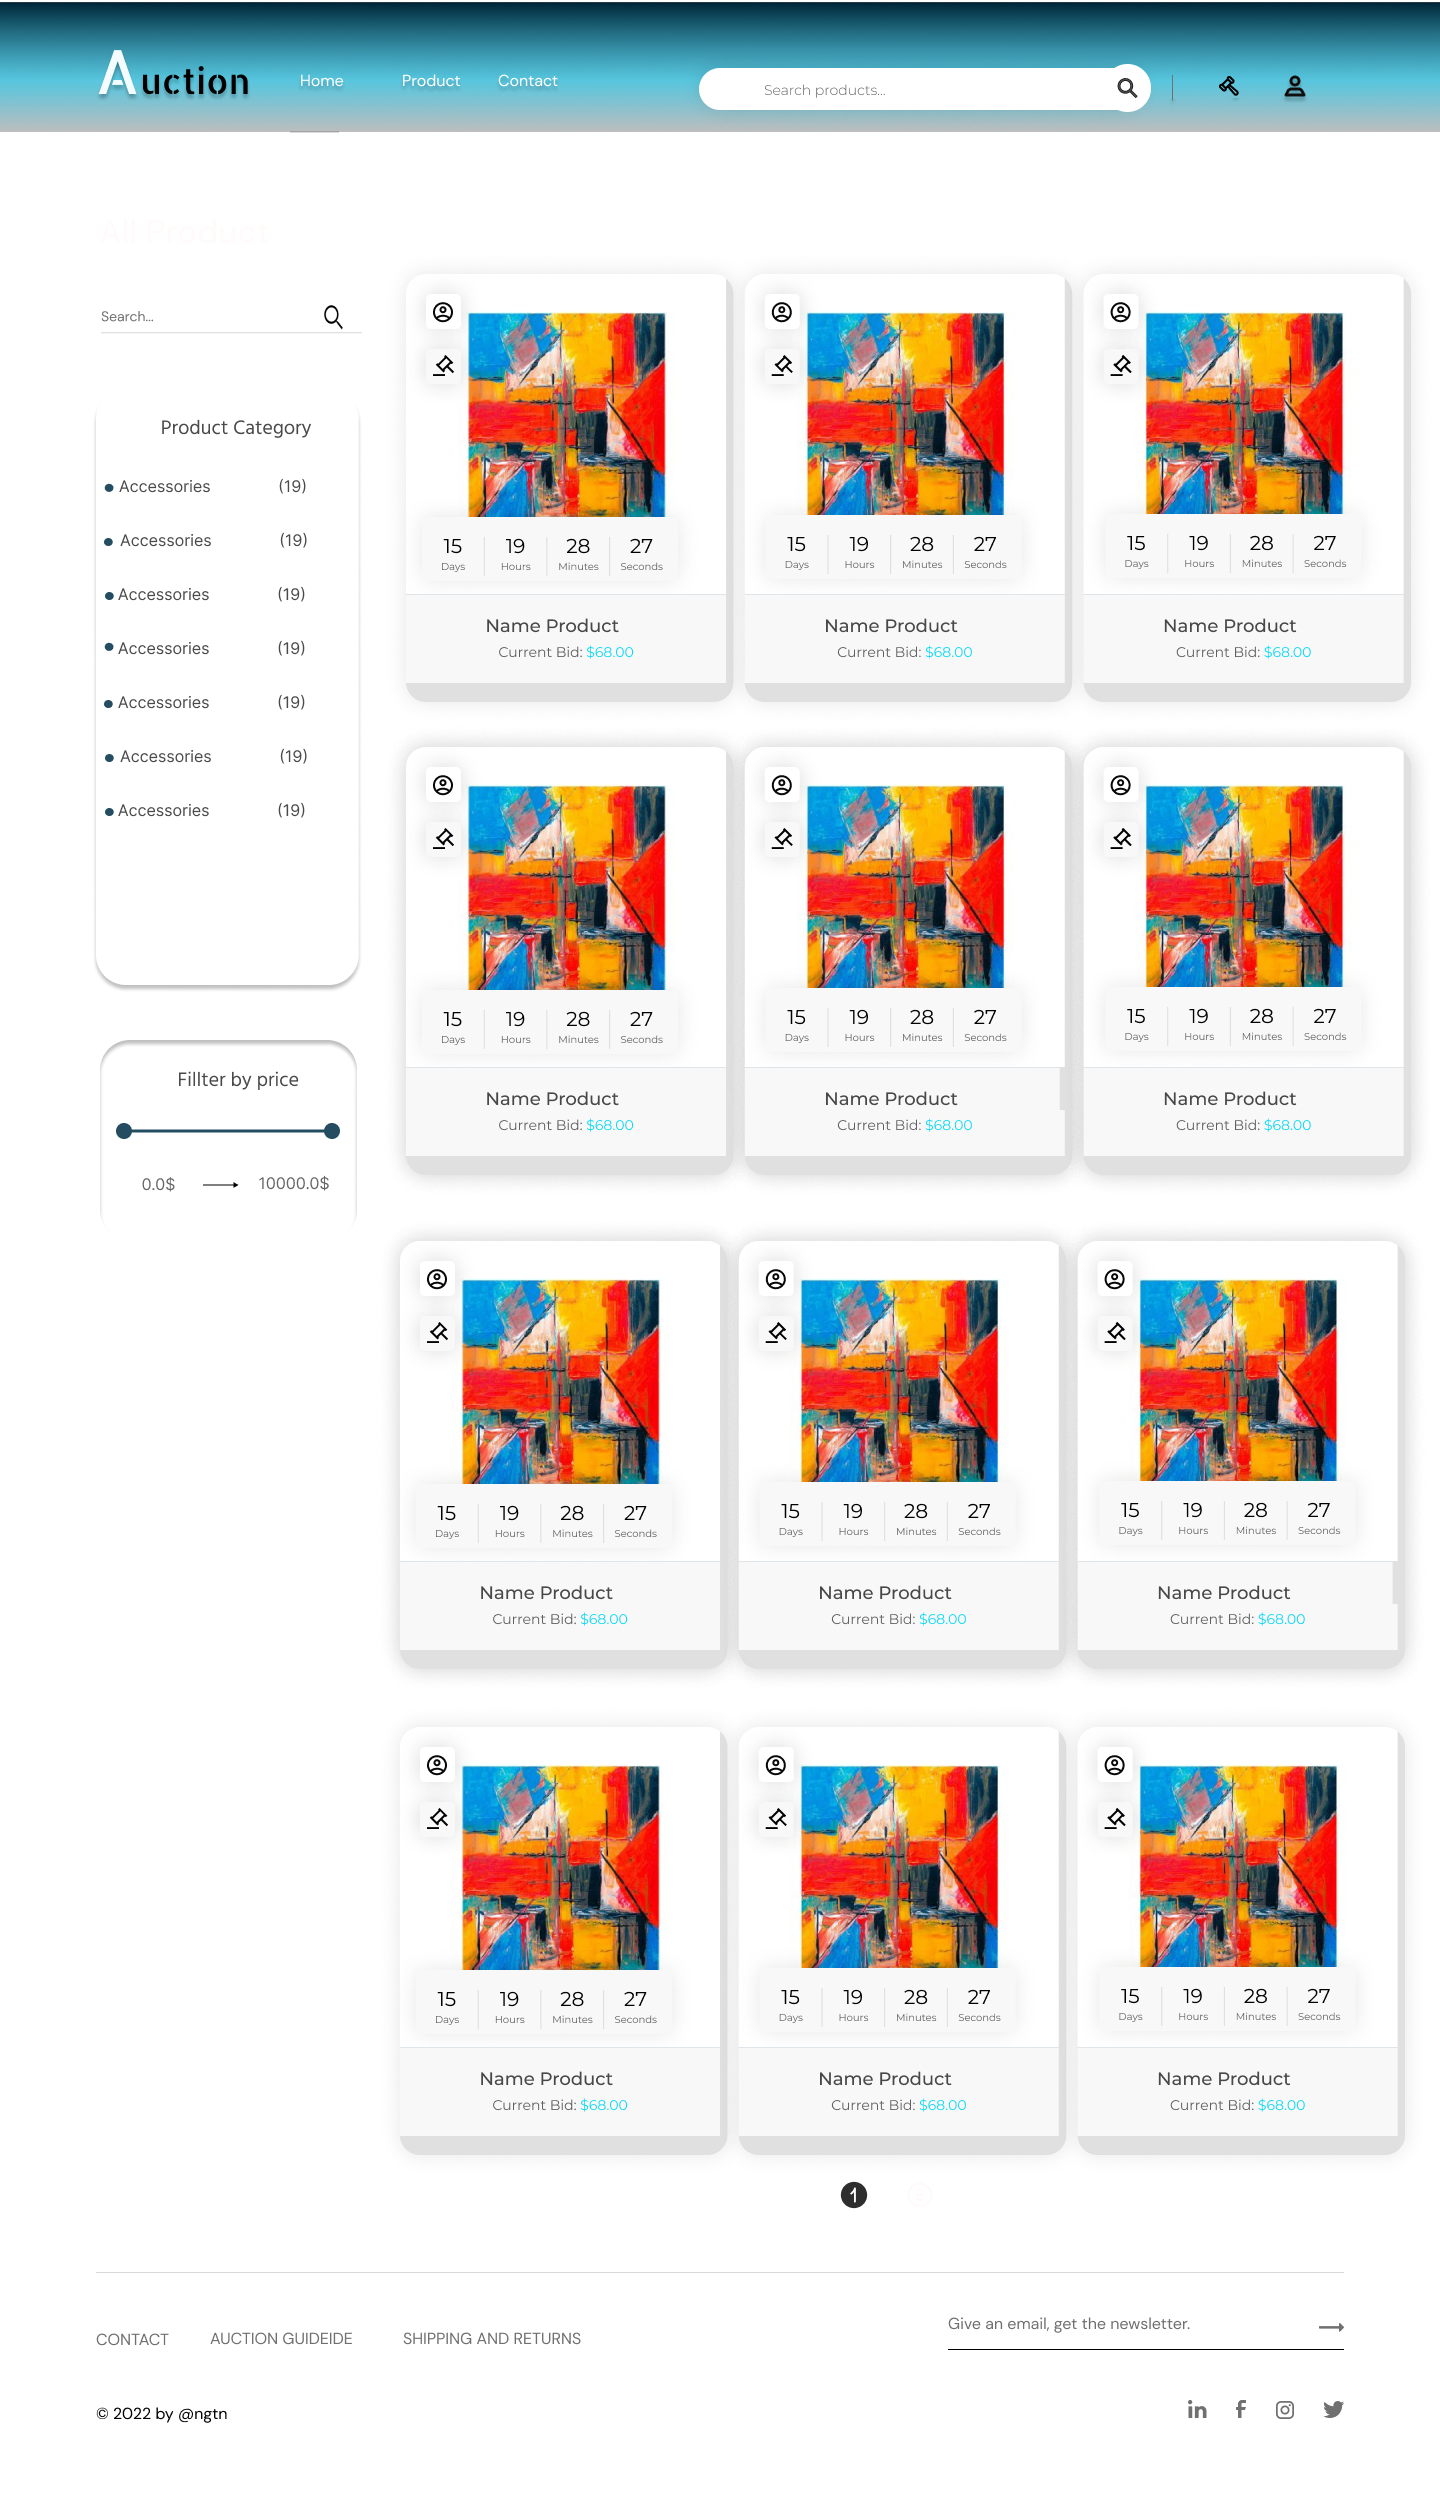 Auction Home Product Contact Search products...
All Product
Search...
Product Category
Accessories (19)
Accessories (19)
Accessories (19)
Accessories (19)
Accessories (19)
Accessories (19)
Accessories (19)
Fillter by price
0.0$ 10000.0$
15 19 28 27 15 19 28 27 15 19 28 27
Days Hours Minutes Seconds Days Hours Minutes Seconds Days Hours Minutes Seconds
Name Product Name Product Name Product
Current Bid: $68.00 Current Bid: $68.00 Current Bid: $68.00
15 19 28 27 15 19 28 27 15 19 28 27
Days Hours Minutes Seconds Days Hours Minutes Seconds Days Hours Minutes Seconds
Name Product Name Product Name Product
Current Bid: $68.00 Current Bid: $68.00 Current Bid: $68.00
15 19 28 27 15 19 28 27 15 19 28 27
Days Hours Minutes Seconds Days Hours Minutes Seconds Days Hours Minutes Seconds
Name Product Name Product Name Product
Current Bid: $68.00 Current Bid: $68.00 Current Bid: $68.00
15 19 28 27 15 19 28 27 15 19 28 27
Days Hours Minutes Seconds Days Hours Minutes Seconds Days Hours Minutes Seconds
Name Product Name Product Name Product
Current Bid: $68.00 Current Bid: $68.00 Current Bid: $68.00
1
CONTACT AUCTION GUIDEIDE SHIPPING AND RETURNS Give an email, get the newsletter.
© 2022 by @ngtn